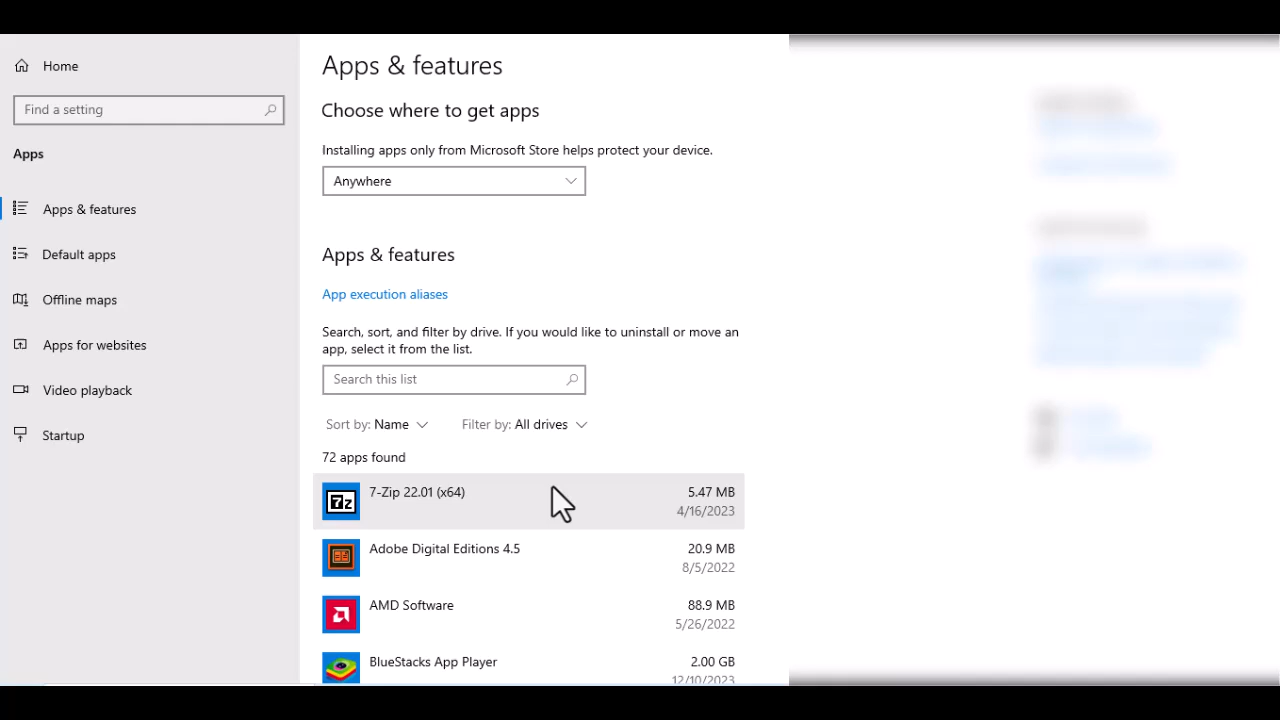 Home
Find a setting
Apps
Apps & features
Default apps
Offline maps
Apps for websites
Video playback
Startup
Apps & features
Choose where to get apps
Installing apps only from Microsoft Store helps protect your device.
Anywhere
Apps & features
App execution aliases
Search, sort, and filter by drive. If you would like to uninstall or move an
app, select it from the list.
Search this list
Sort by: Name Filter by: All drives
72 apps found
7-Zip 22.01 (x64) 5.47 MB
4/16/2023
Adobe Digital Editions 4.5 20.9 MB
8/5/2022
AMD Software 88.9 MB
5/26/2022
BlueStacks App Player 2.00 GB
12/10/2023